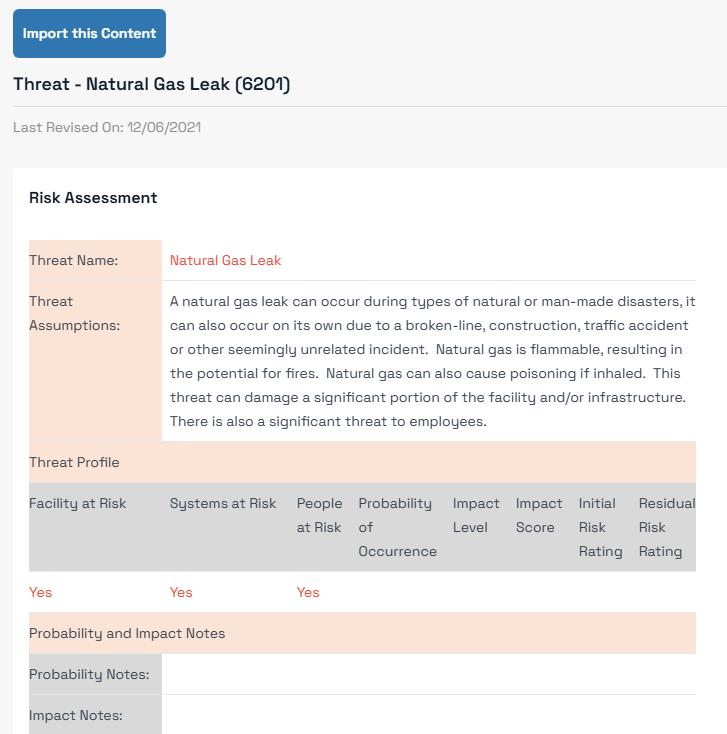 Import this Content
Threat - Natural Gas Leak (6201)
Last Revised On: 12/06/2021
Risk Assessment
Threat Name: Natural Gas Leak
Threat Assumptions:
A natural gas leak can occur during types of natural or man-made disasters, it
can also occur on its own due to a broken-line, construction, traffic accident
or other seemingly unrelated incident.  Natural gas is flammable, resulting in
the potential for fires.  Natural gas can also cause poisoning if inhaled.  This
threat can damage a significant portion of the facility and/or infrastructure.
There is also a significant threat to employees.
Threat Profile
Facility at Risk Systems at Risk People at Risk Probability of Occurrence Impact Level Impact Score Initial Risk Rating Residual Risk Rating
Yes Yes Yes
Probability and Impact Notes
Probability Notes:
Impact Notes: